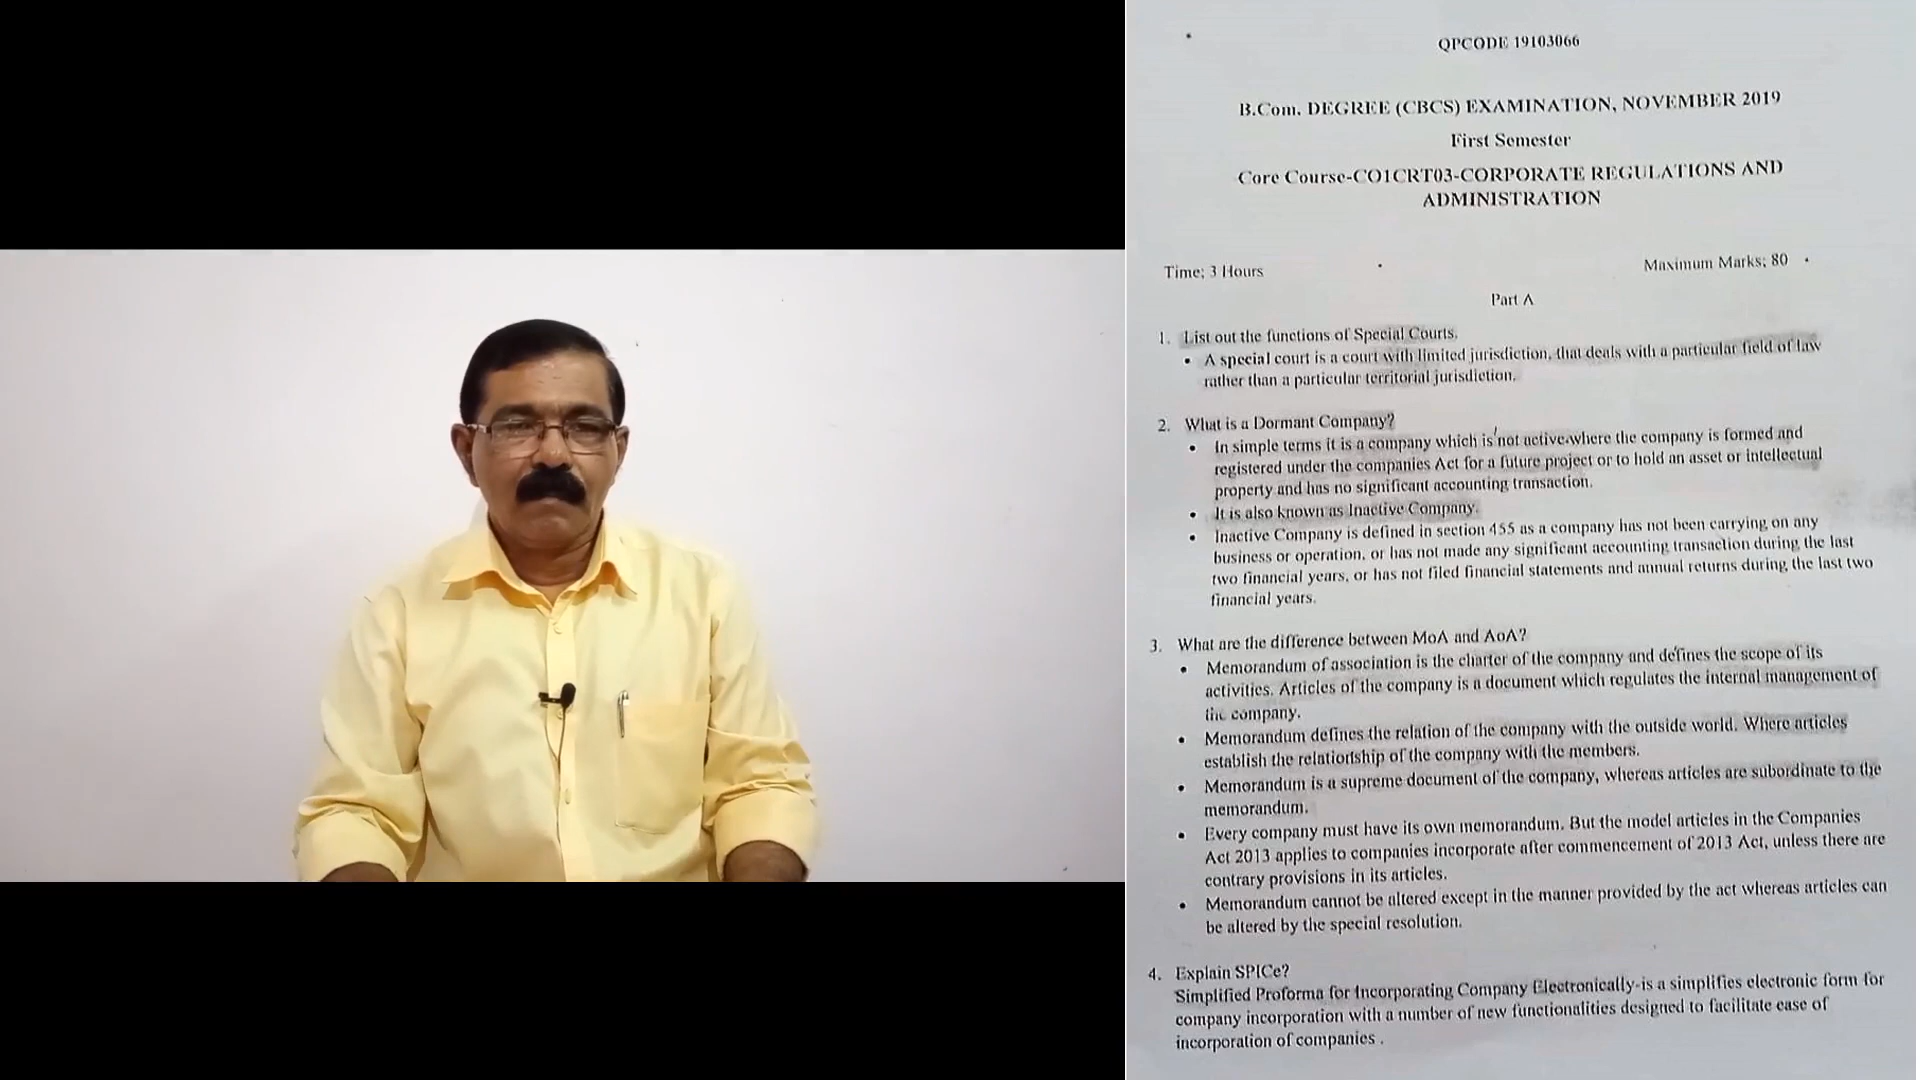 QPCODE 19103066
B.Com. DEGREE (CBCS) EXAMINATION, NOVEMBER 2019
First Semester
Core Course-CO1CRT03-CORPORATE REGULATIONS AND
ADMINISTRATION
Time; 3 Hours
Maximum Marks; 80
Part A
1. List out the functions of Special Courts.
• A special court is a court with limited jurisdiction, that deals with a particular field of law
rather than a particular territorial jurisdiction.
2. What is a Dormant Company?
• In simple terms it is a company which is not active where the company is formed and
registered under the companies Act for a future project or to hold an asset or intellectual
property and has no significant accounting transaction.
• It is also known as Inactive Company.
• Inactive Company is defined in section 455 as a company has not been carrying on any
business or operation, or has not made any significant accounting transaction during the last
two financial years, or has not filed financial statements and annual returns during the last two
financial years.
3. What are the difference between MoA and AoA?
• Memorandum of association is the charter of the company and defines the scope of its
activities. Articles of the company is a document which regulates the internal management of
the company.
• Memorandum defines the relation of the company with the outside world. Where articles
establish the relationship of the company with the members.
• Memorandum is a supreme document of the company, whereas articles are subordinate to the
memorandum.
• Every company must have its own memorandum. But the model articles in the Companies
Act 2013 applies to companies incorporate after commencement of 2013 Act, unless there are
contrary provisions in its articles.
• Memorandum cannot be altered except in the manner provided by the act whereas articles can
be altered by the special resolution.
4. Explain SPICe?
Simplified Proforma for Incorporating Company Electronically-is a simplifies electronic form for
company incorporation with a number of new functionalities designed to facilitate ease of
incorporation of companies .